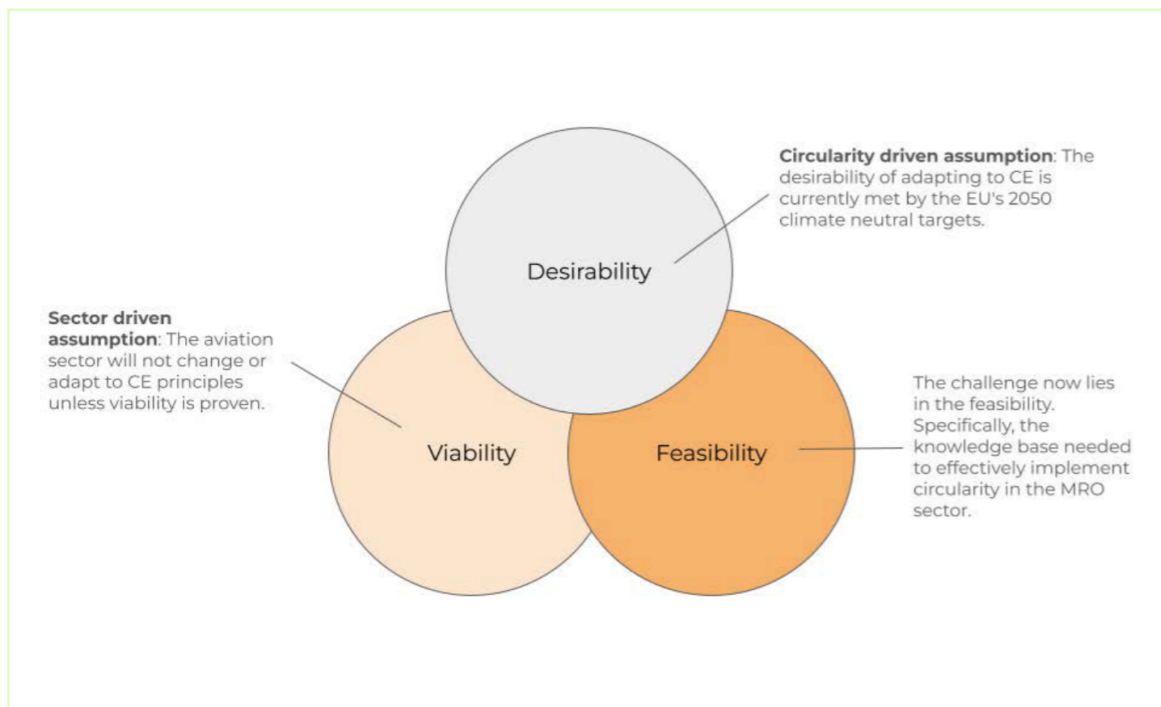 Circularity driven assumption: The
desirability of adapting to CE is
currently met by the EU's 2050
climate neutral targets.
Desirability
Sector driven
assumption: The aviation
sector will not change or
adapt to CE principles
unless viability is proven.
Viability
Feasibility
The challenge now lies
in the feasibility.
Specifically, the
knowledge base needed
to effectively implement
circularity in the MRO
sector.